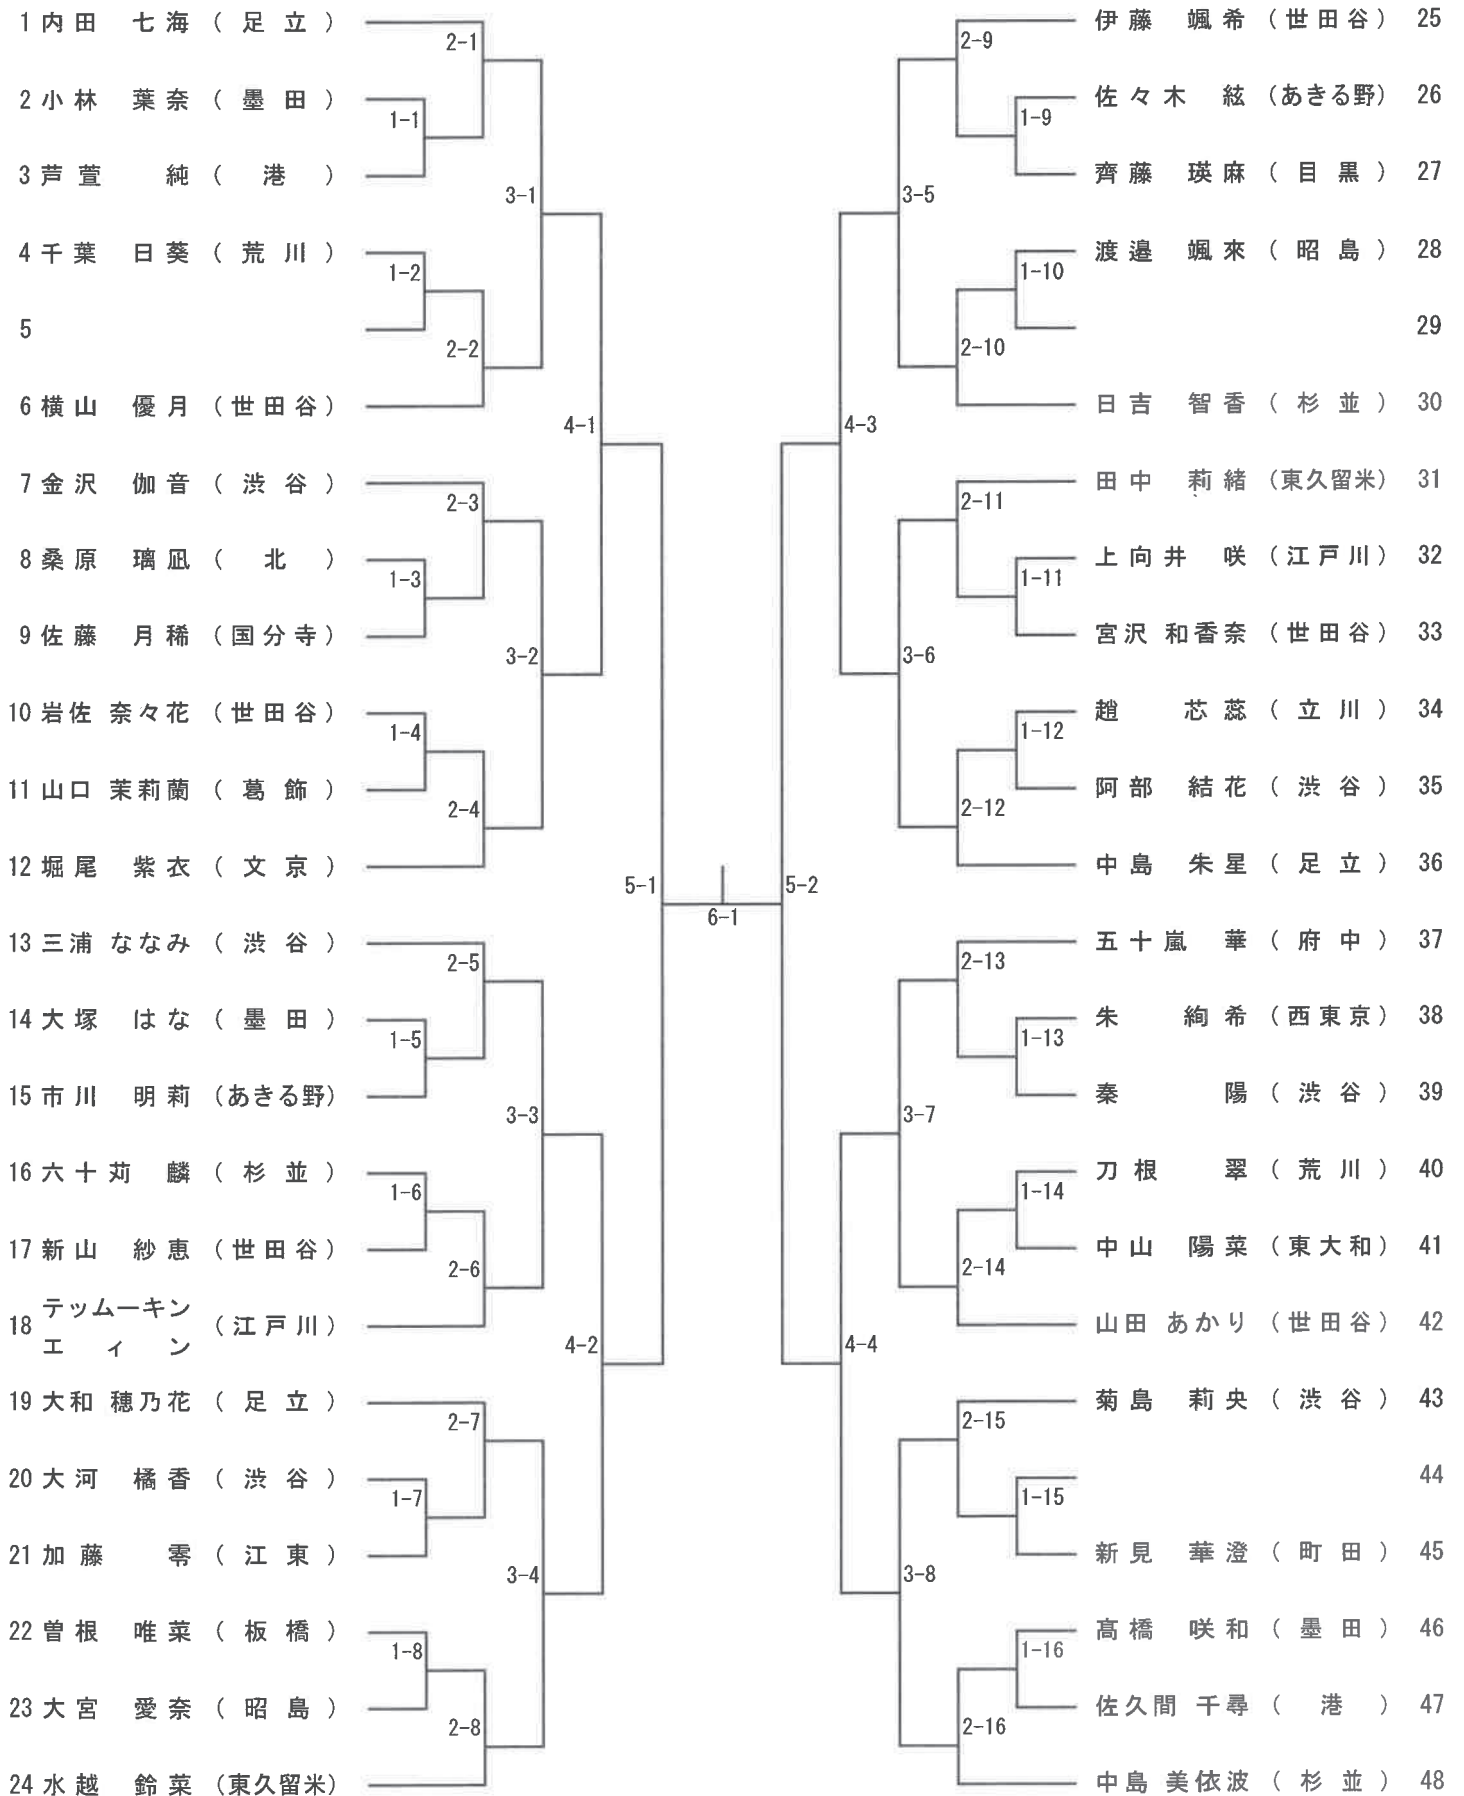 1 内田 七海 (足立)
2-1
2 小林 葉奈 (墨田)
1-1
3 芦萱 純 (港)
3-1
4 千葉 日葵 (荒川)
1-2
5
2-2
6 横山 優月 (世田谷)
4-1
7 金沢 伽音 (渋谷)
2-3
8 桑原 璃凪 (北)
1-3
9 佐藤 月稀 (国分寺)
3-2
10 岩佐 奈々花 (世田谷)
1-4
11 山口 茉莉蘭 (葛飾)
2-4
12 堀尾 紫衣 (文京)
5-1
13 三浦 ななみ (渋谷)
2-5
14 大塚 はな (墨田)
1-5
15 市川 明莉 (あきる野)
3-3
16 六十苅 麟 (杉並)
1-6
17 新山 紗恵 (世田谷)
2-6
18 テッムーキン
エィン (江戸川)
4-2
19 大和 穂乃花 (足立)
2-7
20 大河 橘香 (渋谷)
1-7
21 加藤 零 (江東)
3-4
22 曽根 唯菜 (板橋)
1-8
23 大宮 愛奈 (昭島)
2-8
24 水越 鈴菜 (東久留米)
6-1
伊藤 颯希 (世田谷) 25
2-9
佐々木 絃 (あきる野) 26
1-9
齊藤 瑛麻 (目黒) 27
3-5
渡邉 颯來 (昭島) 28
1-10
29
2-10
日吉 智香 (杉並) 30
4-3
田中 莉緒 (東久留米) 31
2-11
上向井 咲 (江戸川) 32
1-11
宮沢 和香奈 (世田谷) 33
3-6
趙 芯蕊 (立川) 34
1-12
阿部 結花 (渋谷) 35
2-12
中島 朱星 (足立) 36
5-2
五十嵐 華 (府中) 37
2-13
朱 絢希 (西東京) 38
1-13
秦 陽 (渋谷) 39
3-7
刀根 翠 (荒川) 40
1-14
中山 陽菜 (東大和) 41
2-14
山田 あかり (世田谷) 42
4-4
菊島 莉央 (渋谷) 43
2-15
44
1-15
新見 華澄 (町田) 45
3-8
髙橋 咲和 (墨田) 46
1-16
佐久間 千尋 (港) 47
2-16
中島 美依波 (杉並) 48